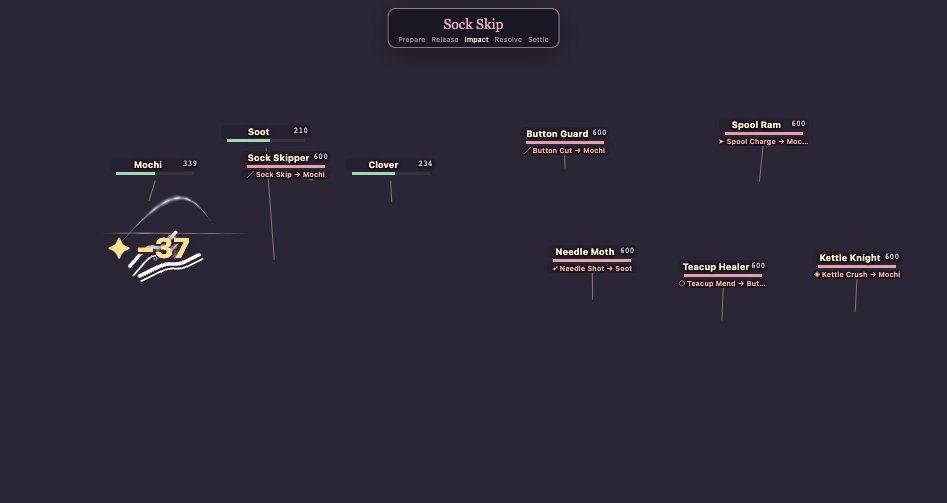 Sock Skip
Prepare Release Impact Resolve Settle
Soot 210
Mochi 339
Sock Skipper 600
Sock Skip → Mochi
Clover 234
Button Guard 600
Button Cut → Mochi
Spool Ram 600
Spool Charge → Moc...
−37
Needle Moth 600
Needle Shot → Soot
Teacup Healer 600
Teacup Mend → But...
Kettle Knight 600
Kettle Crush → Mochi